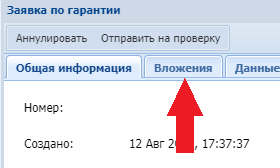 Заявка по гарантии
Аннулировать Отправить на проверку
Общая информация Вложения Данные
Номер:
Создано: 12 Авг 17:37:37